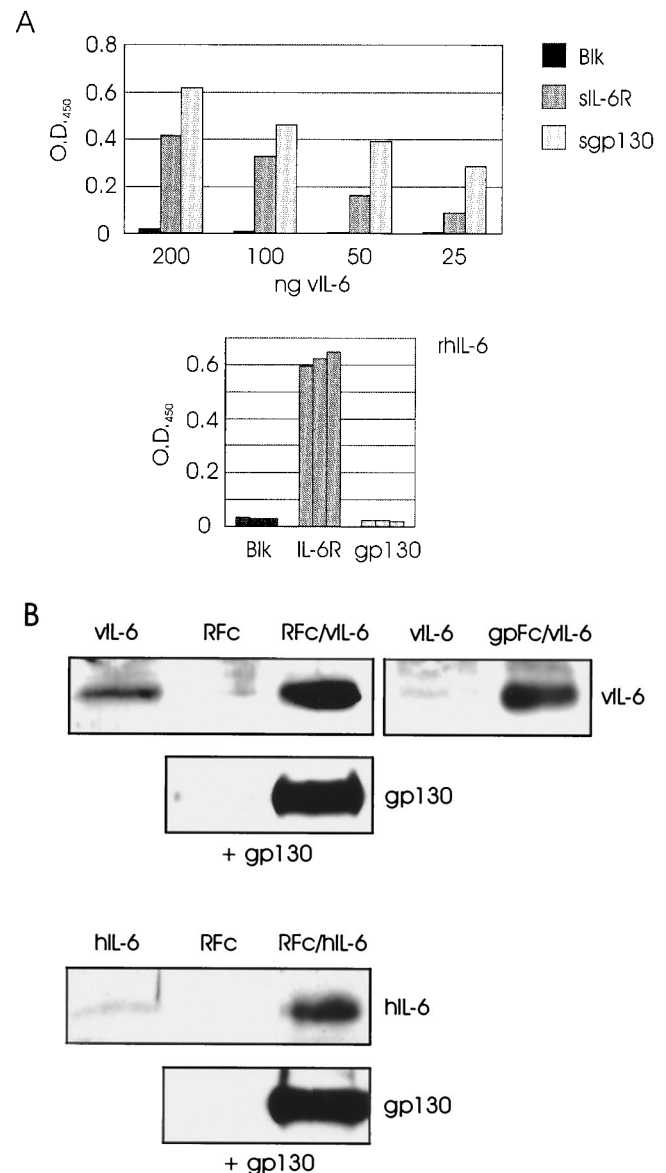 A
0.8
0.6
0.4
0.2
0
O.D.450
200 100 50 25
ng vIL-6
Blk
sIL-6R
sgp130
rhIL-6
0.6
0.4
0.2
0
O.D.450
Blk IL-6R gp130
B
vIL-6 RFc RFc/vIL-6 vIL-6 gpFc/vIL-6
vIL-6
gp130
+ gp130
hIL-6 RFc RFc/hIL-6
hIL-6
gp130
+ gp130